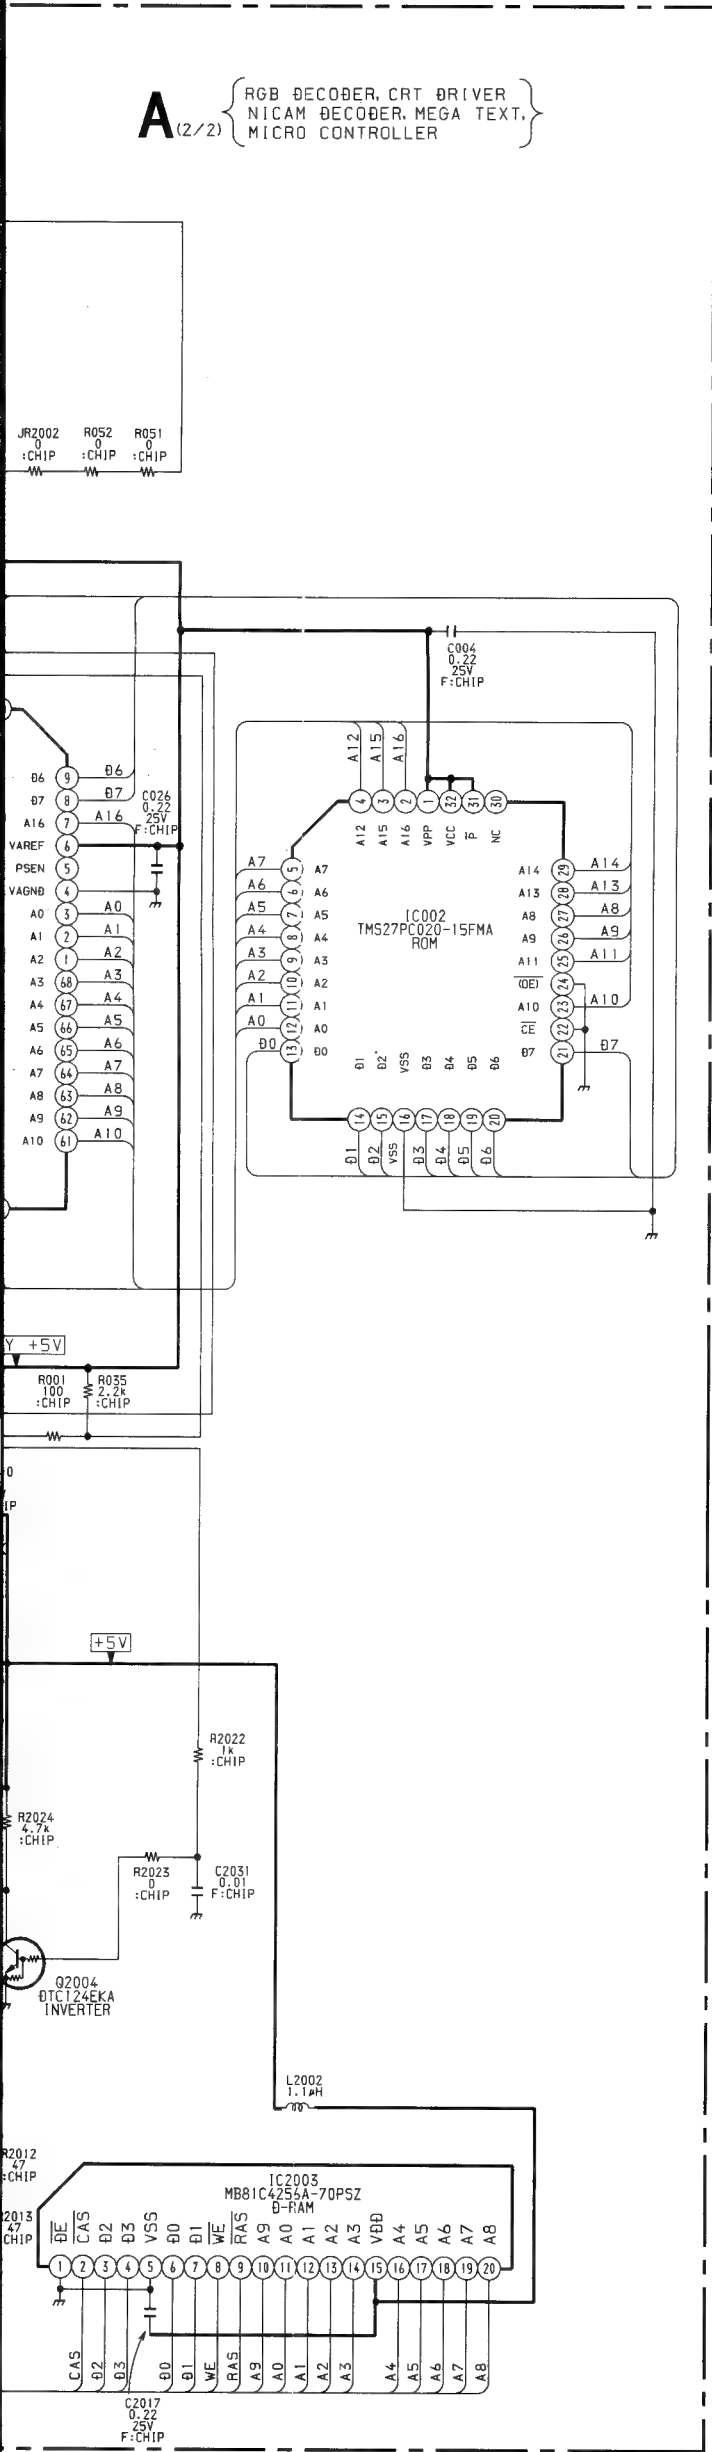 A (2/2)
RGB DECODER, CRT DRIVER
NICAM DECODER, MEGA TEXT,
MICRO CONTROLLER
JR2002
0
:CHIP
R052
0
:CHIP
R051
0
:CHIP
C004
0.22
25V
F:CHIP
A12
A15
A16
4
3
2
1
32
31
30
A12
A15
A16
VPP
VCC
P
NC
D6 9 D6
D7 8 D7
A16 7 A16
VAREF 6
PSEN 5
VAGND 4
A0 3 A0
A1 2 A1
A2 1 A2
A3 68 A3
A4 67 A4
A5 66 A5
A6 65 A6
A7 64 A7
A8 63 A8
A9 62 A9
A10 61 A10
C026
0.22
25V
F:CHIP
A7 5 A7
A6 6 A6
A5 7 A5
A4 8 A4
A3 9 A3
A2 10 A2
A1 11 A1
A0 12 A0
D0 13 D0
IC002
TMS27PC020-15FMA
ROM
A14 29 A14
A13 28 A13
A8 27 A8
A9 26 A9
A11 25 A11
(OE) 24
A10 23 A10
CE 22
D7 21 D7
D1
D2
VSS
D3
D4
D5
D6
14
15
16
17
18
19
20
D1
D2
VSS
D3
D4
D5
D6
Y +5V
R001
100
:CHIP
R035
2.2k
:CHIP
0
IP
+5V
R2022
1k
:CHIP
R2024
4.7k
:CHIP
R2023
0
:CHIP
C2031
0.01
F:CHIP
Q2004
DTC124EKA
INVERTER
L2002
1.1μH
R2012
47
:CHIP
2013
47
CHIP
IC2003
MB81C4256A-70PSZ
D-RAM
OE
CAS
D2
D3
VSS
D0
D1
WE
RAS
A9
A0
A1
A2
A3
VDD
A4
A5
A6
A7
A8
1
2
3
4
5
6
7
8
9
10
11
12
13
14
15
16
17
18
19
20
CAS
D2
D3
D0
D1
WE
RAS
A9
A0
A1
A2
A3
A4
A5
A6
A7
A8
C2017
0.22
25V
F:CHIP